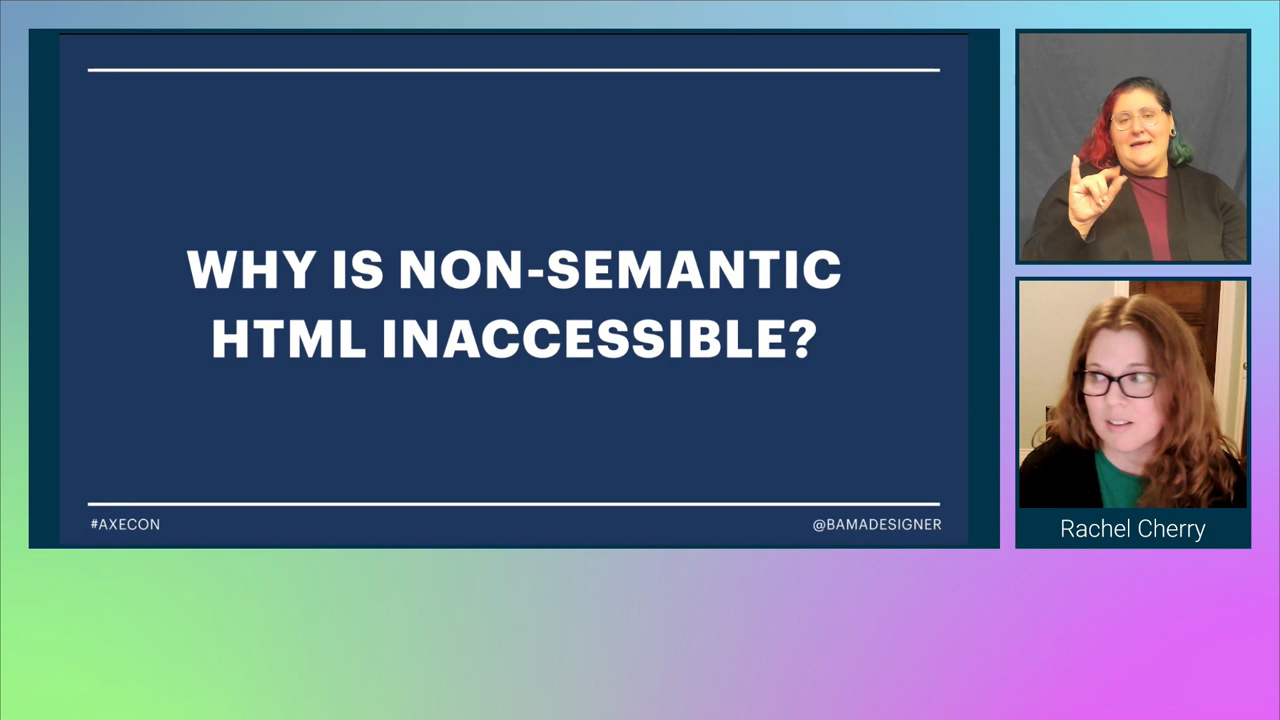 WHY IS NON-SEMANTIC
HTML INACCESSIBLE?
#AXECON
@BAMADESIGNER
Rachel Cherry